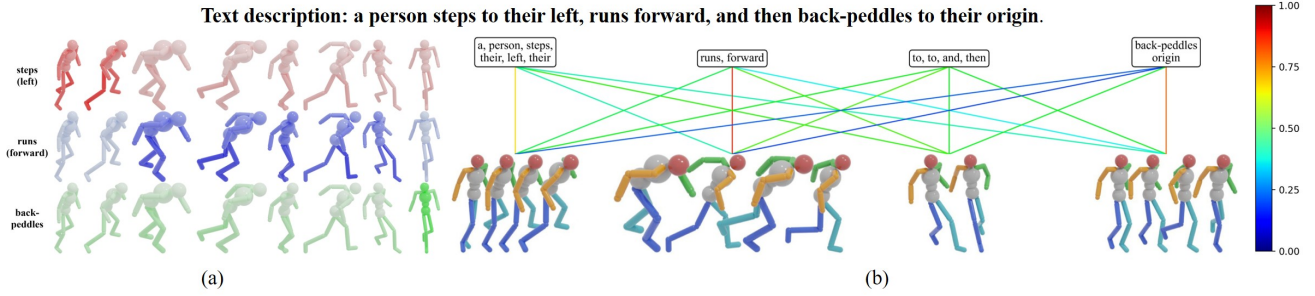 Text description: a person steps to their left, runs forward, and then back-peddles to their origin.
steps
(left)
runs
(forward)
back-
peddles
(a)
a, person, steps,
their, left, their
runs, forward
to, to, and, then
back-peddles
origin
(b)
1.00
0.75
0.50
0.25
0.00